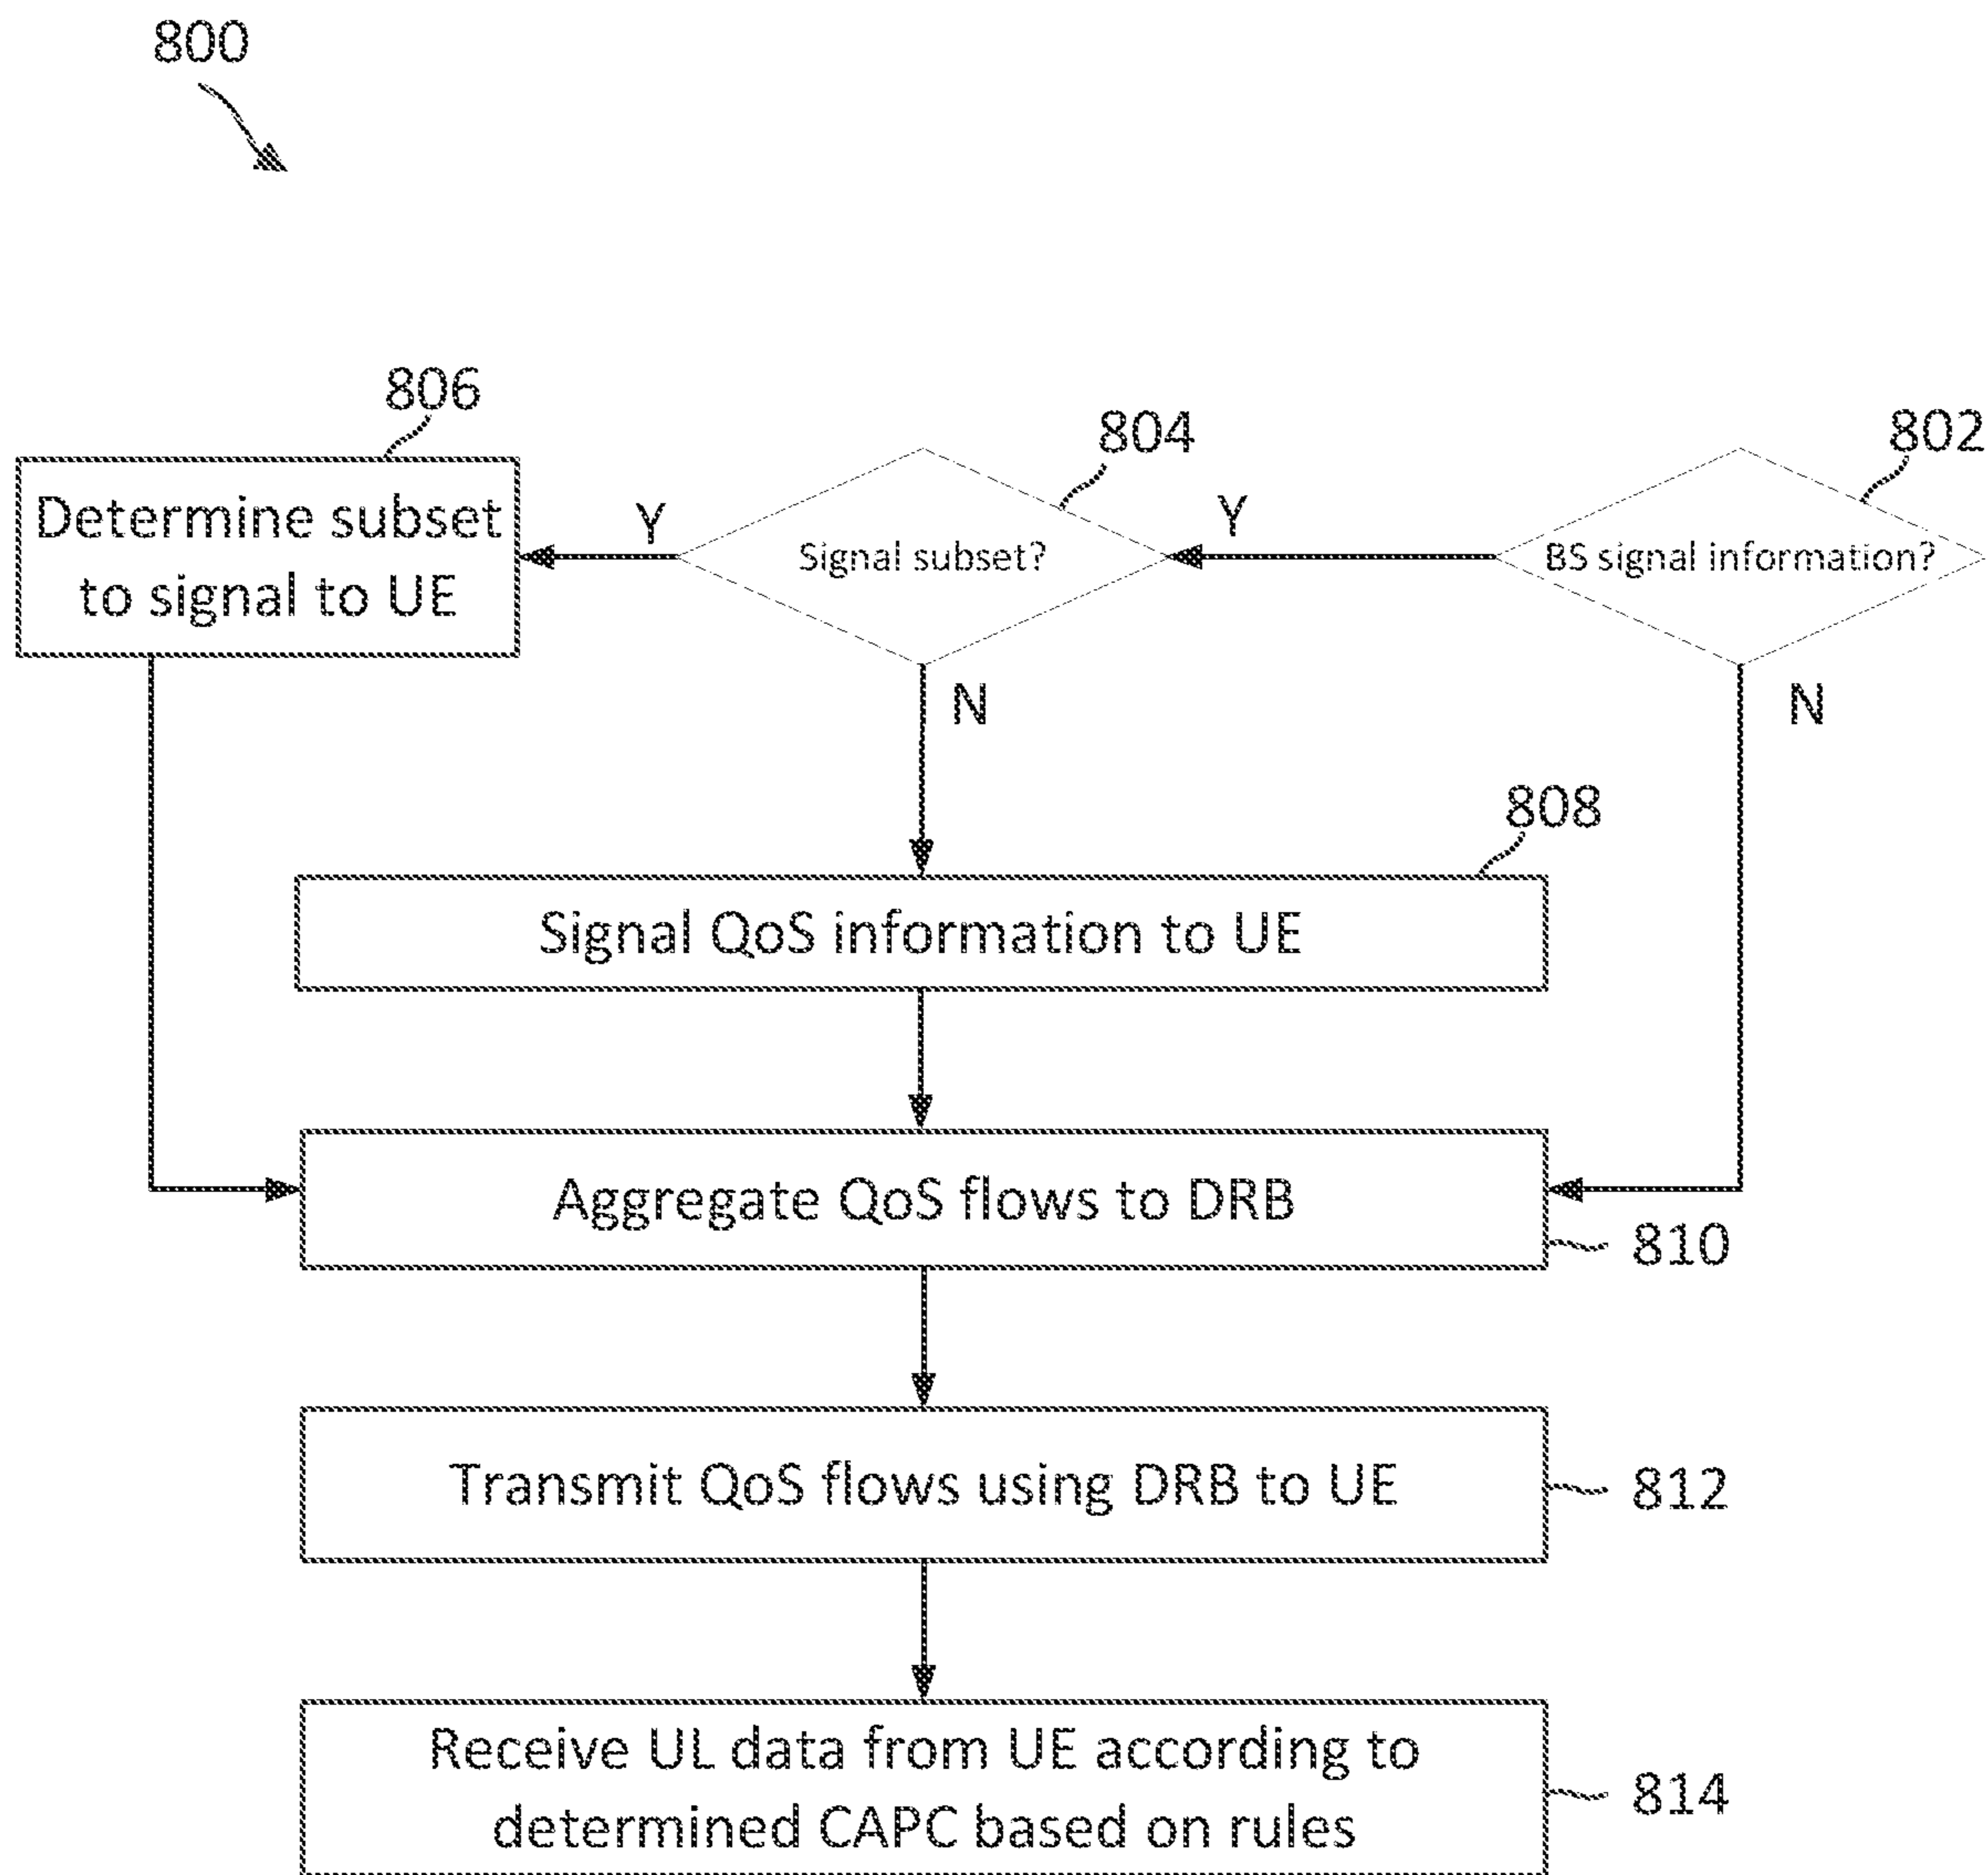 800
806
804
802
Determine subset
to signal to UE
Y
Signal subset?
Y
BS signal information?
N
N
808
Signal QoS information to UE
Aggregate QoS flows to DRB
810
Transmit QoS flows using DRB to UE
812
Receive UL data from UE according to
determined CAPC based on rules
814